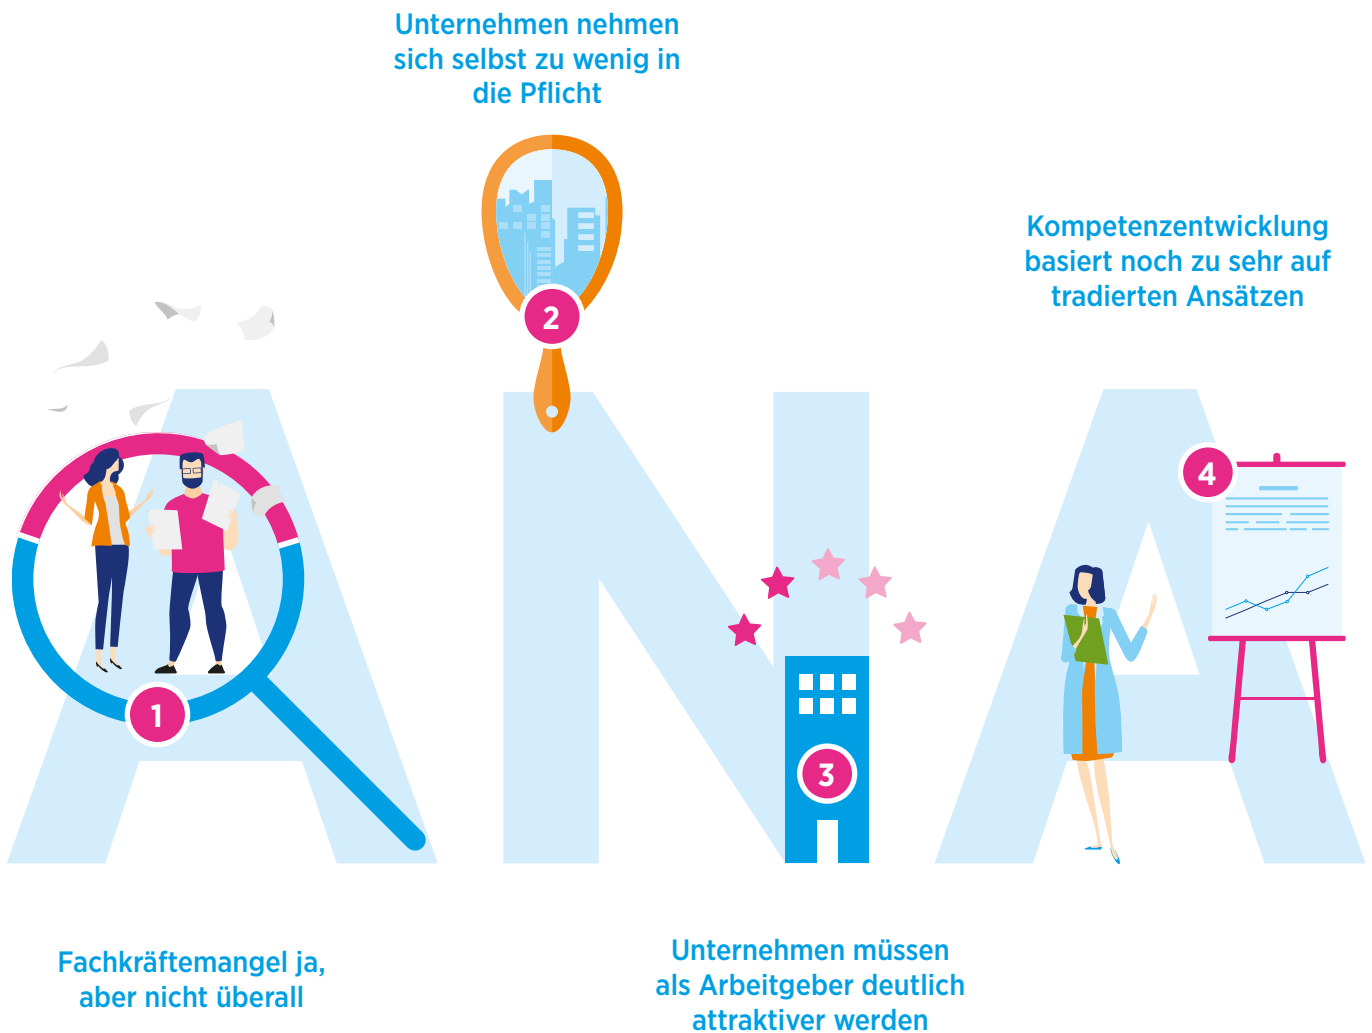 Unternehmen nehmen
sich selbst zu wenig in
die Pflicht
2
Kompetenzentwicklung
basiert noch zu sehr auf
tradierten Ansätzen
ANA
4
1
3
Fachkräftemangel ja,
aber nicht überall
Unternehmen müssen
als Arbeitgeber deutlich
attraktiver werden